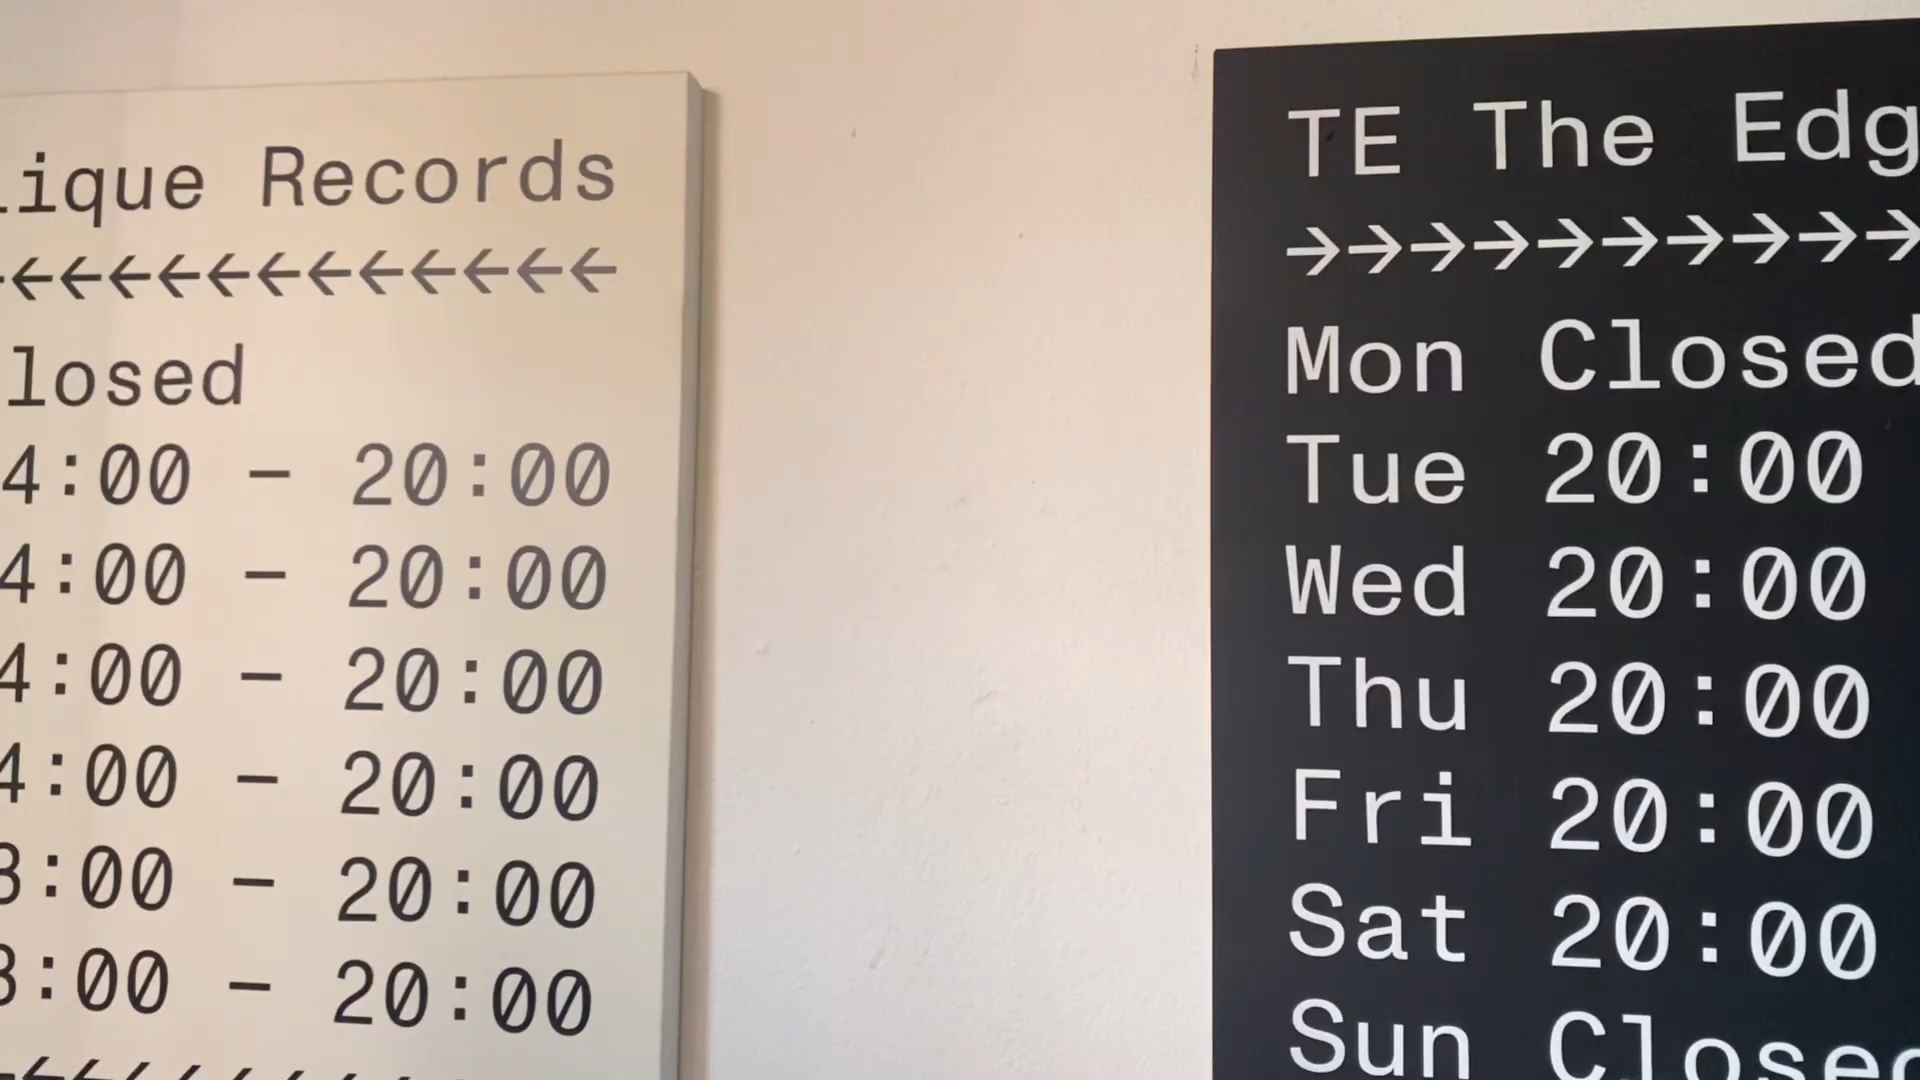 ique Records
←←←←←←←←←←←←←
losed
4:00 – 20:00
4:00 – 20:00
4:00 – 20:00
4:00 – 20:00
3:00 – 20:00
3:00 – 20:00
TE The Edg
→→→→→→→→→→
Mon Closed
Tue 20:00
Wed 20:00
Thu 20:00
Fri 20:00
Sat 20:00
Sun Closed